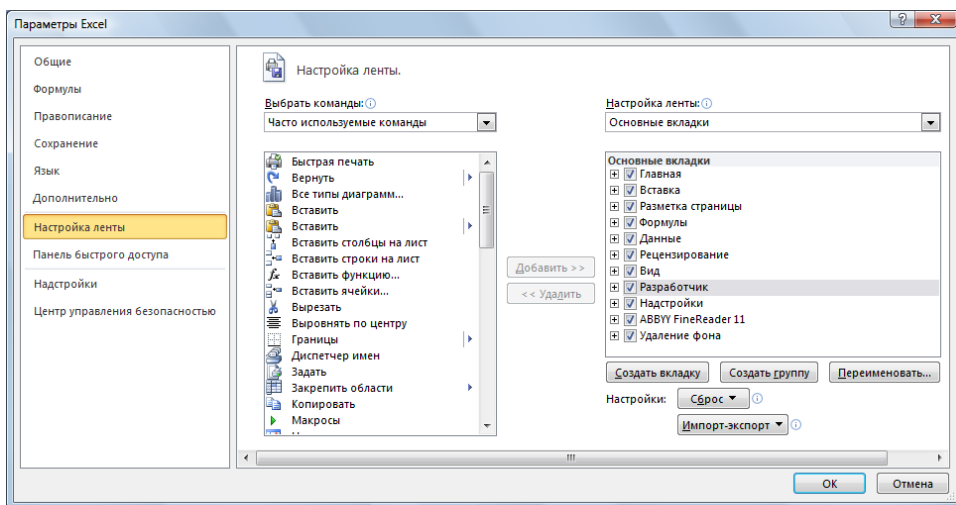 Параметры Excel
Общие
Формулы
Правописание
Сохранение
Язык
Дополнительно
Настройка ленты
Панель быстрого доступа
Надстройки
Центр управления безопасностью
Настройка ленты.
Выбрать команды:
Часто используемые команды
Быстрая печать
Вернуть
Все типы диаграмм...
Вставить
Вставить
Вставить столбцы на лист
Вставить строки на лист
Вставить функцию...
Вставить ячейки...
Вырезать
Выровнять по центру
Границы
Диспетчер имен
Задать
Закрепить области
Копировать
Макросы
Добавить >>
<< Удалить
Настройка ленты:
Основные вкладки
Основные вкладки
Главная
Вставка
Разметка страницы
Формулы
Данные
Рецензирование
Вид
Разработчик
Надстройки
ABBYY FineReader 11
Удаление фона
Создать вкладку Создать группу Переименовать...
Настройки: Сброс
Импорт-экспорт
ОК Отмена